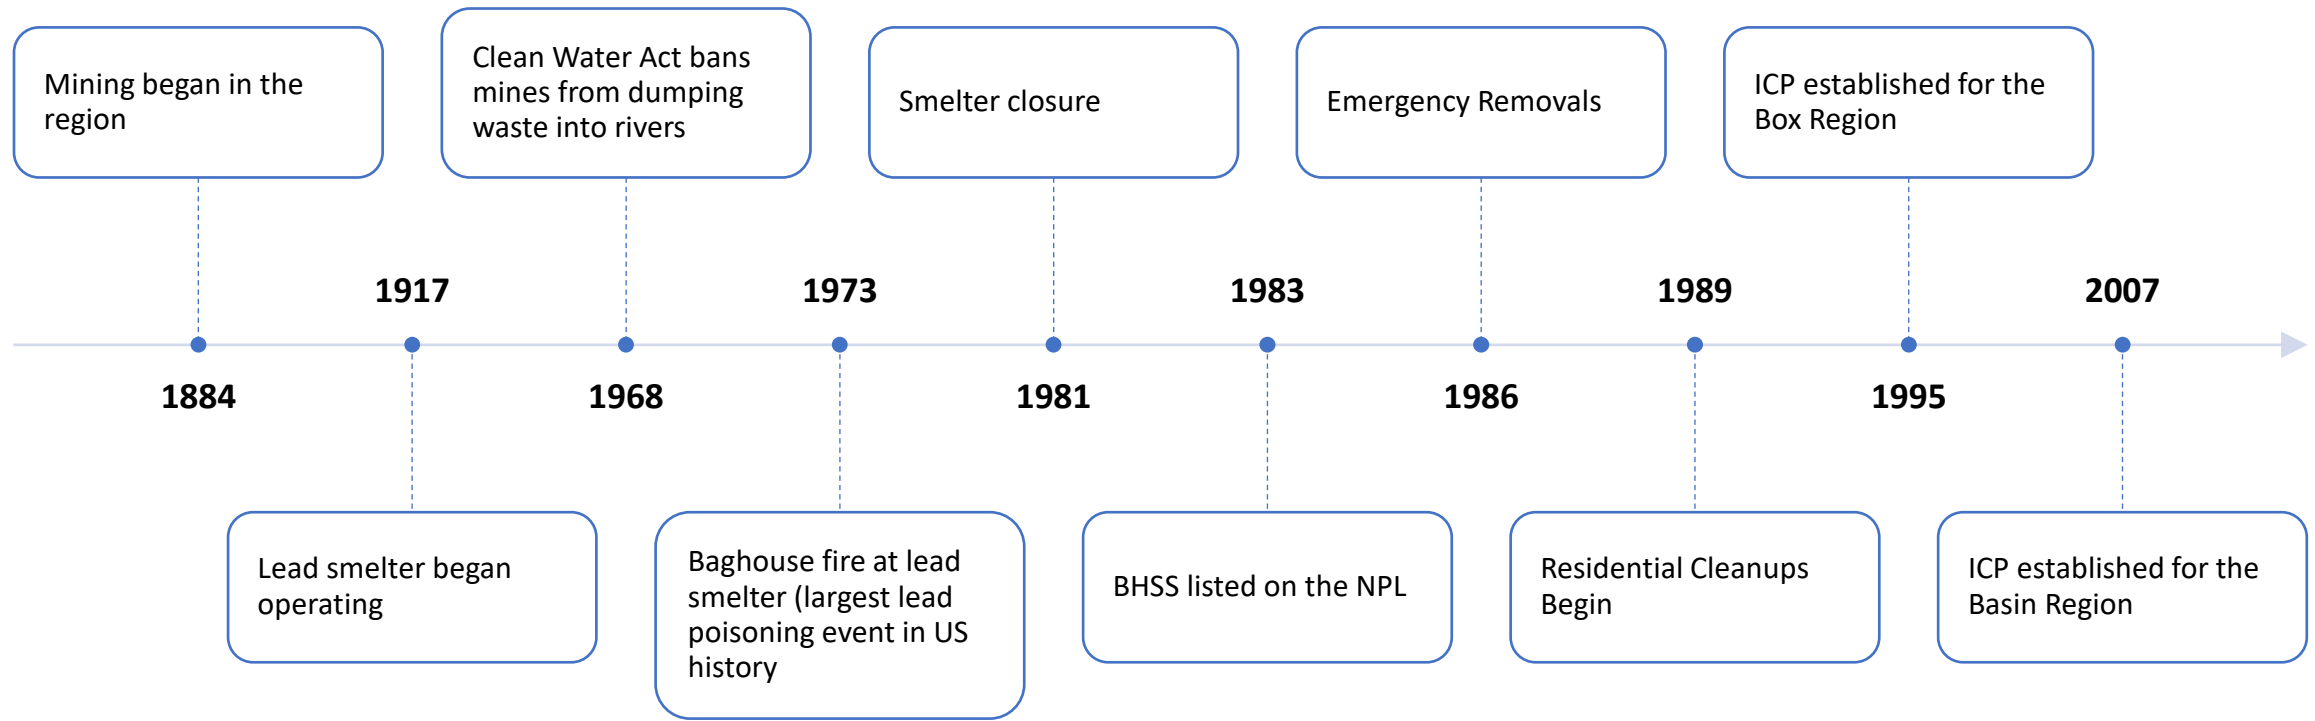 Mining began in the
region
Clean Water Act bans
mines from dumping
waste into rivers
Smelter closure
Emergency Removals
ICP established for the
Box Region
1917
1973
1983
1989
2007
1884
1968
1981
1986
1995
Lead smelter began
operating
Baghouse fire at lead
smelter (largest lead
poisoning event in US
history
BHSS listed on the NPL
Residential Cleanups
Begin
ICP established for the
Basin Region